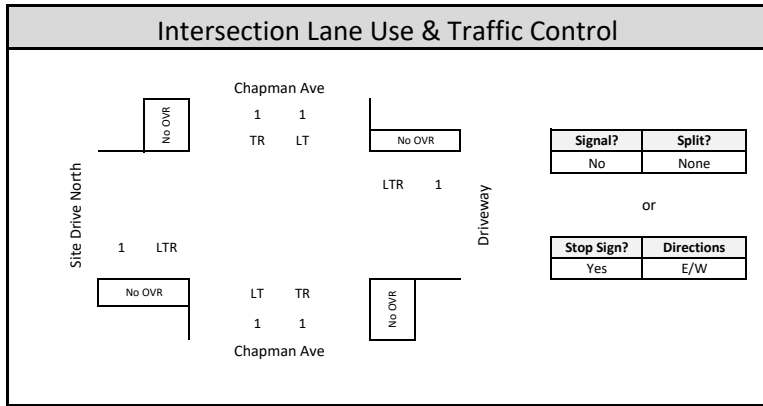 Intersection Lane Use & Traffic Control
Chapman Ave
1 1
TR LT
No OVR
No OVR
Signal? Split?
No None
or
Stop Sign? Directions
Yes E/W
LTR 1
Driveway
Site Drive North
1 LTR
No OVR
LT TR
1 1
No OVR
Chapman Ave